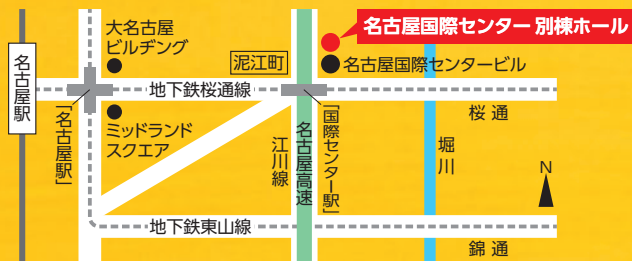 大名古屋
ビルヂング
名古屋国際センター 別棟ホール
泥江町
名古屋国際センタービル
名古屋駅
地下鉄桜通線
桜通
「名古屋駅」
ミッドランド
スクエア
江川線
名古屋高速
「国際センター駅」
堀川
N
地下鉄東山線
錦通